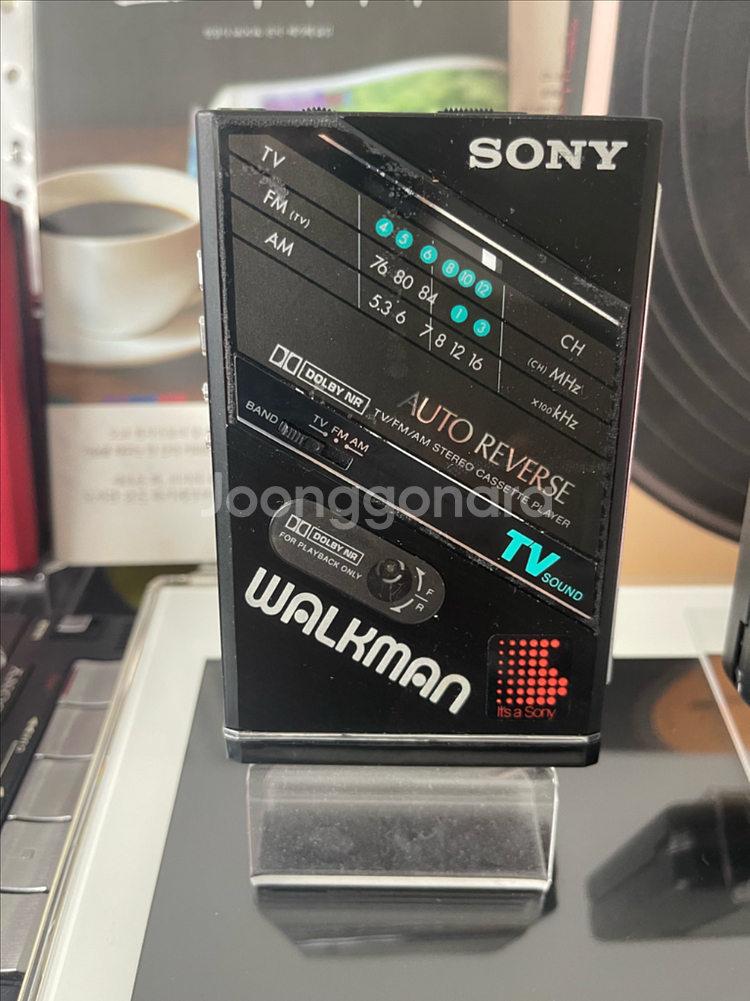 SONY
TV
FM (TV)
AM
4 5 6 8 10 12
76 80 84 1 3
5.3 6 7 8 12 16
CH
(CH) MHz
x100kHz
DOLBY NR
AUTO REVERSE
TV/FM/AM STEREO CASSETTE PLAYER
BAND
TV FM AM
Joonggonara
TV SOUND
DOLBY NR
FOR PLAYBACK ONLY
F
R
WALKMAN
It's a Sony